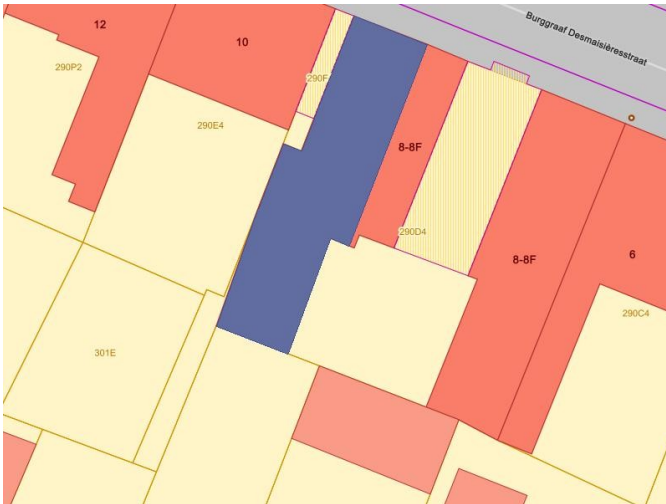 Burggraaf Desmaisièresstraat
12
10
290P2
290F
290E4
8-8F
290D4
8-8F
6
290C4
301E